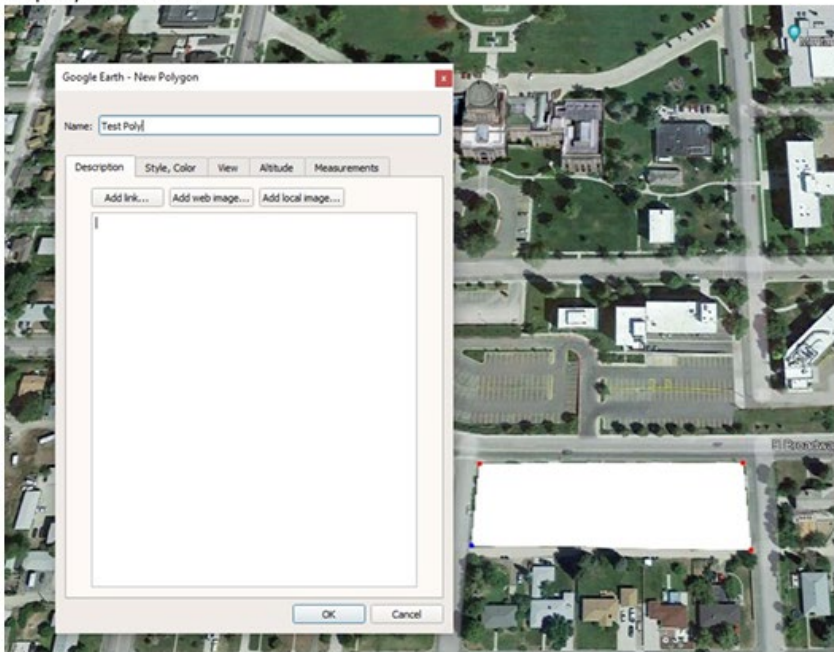 Google Earth - New Polygon
x
Name: Test Poly
Description Style, Color View Altitude Measurements
Add link... Add web image... Add local image...
E Broadwa
OK Cancel